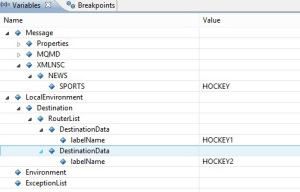 Variables
Breakpoints
Name Value
Message
Properties
MQMD
XMLNSC
NEWS
SPORTS HOCKEY
LocalEnvironment
Destination
RouterList
DestinationData
labelName HOCKEY1
DestinationData
labelName HOCKEY2
Environment
ExceptionList